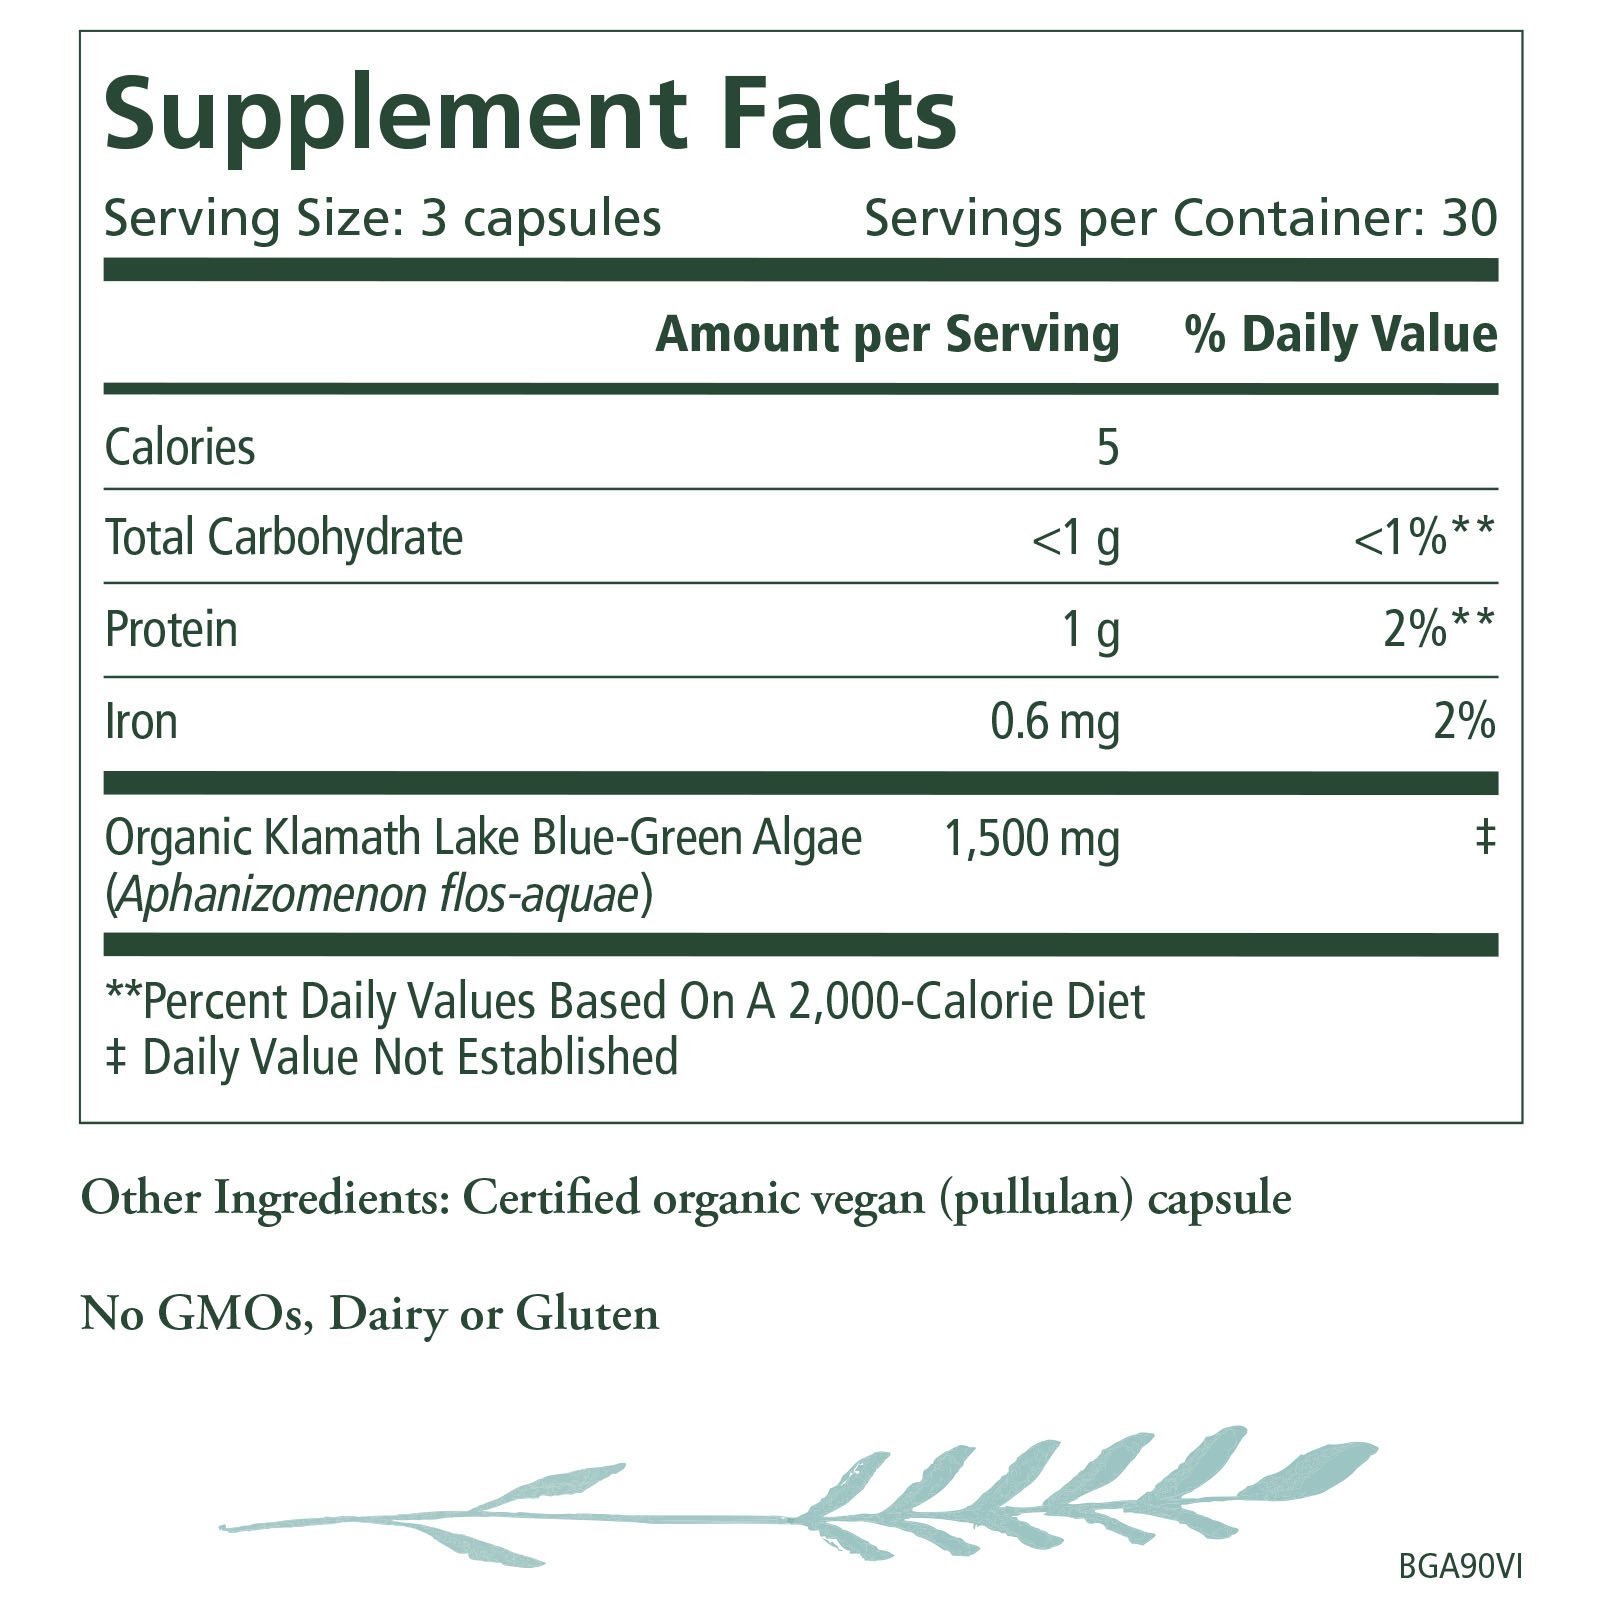 Supplement Facts
Serving Size: 3 capsules Servings per Container: 30
Amount per Serving % Daily Value
Calories 5
Total Carbohydrate <1 g <1%**
Protein 1 g 2%**
Iron 0.6 mg 2%
Organic Klamath Lake Blue-Green Algae 1,500 mg ‡
(Aphanizomenon flos-aquae)
**Percent Daily Values Based On A 2,000-Calorie Diet
‡ Daily Value Not Established
Other Ingredients: Certified organic vegan (pullulan) capsule
No GMOs, Dairy or Gluten
BGA90VI